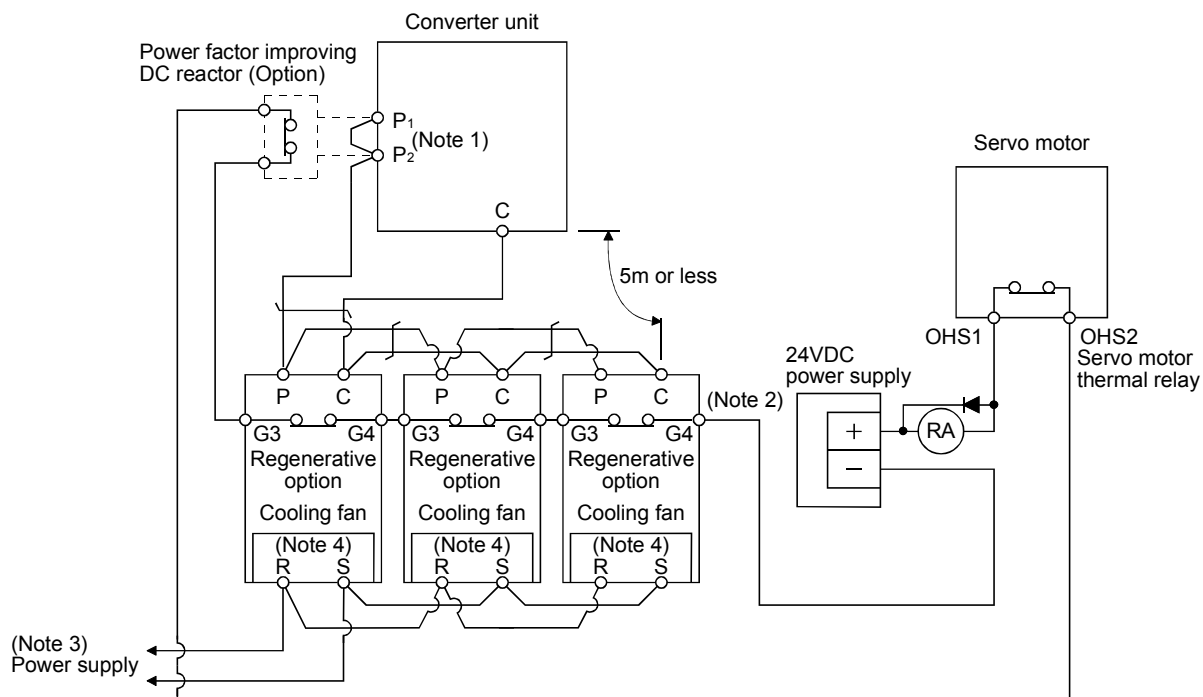 Converter unit
Power factor improving
DC reactor (Option)
P1
(Note 1)
P2
C
Servo motor
5m or less
OHS1
OHS2
Servo motor
thermal relay
24VDC
power supply
+
−
RA
P
C
P
C
P
C
(Note 2)
G3
G4
G3
G4
G3
G4
Regenerative
option
Regenerative
option
Regenerative
option
Cooling fan
Cooling fan
Cooling fan
(Note 4)
(Note 4)
(Note 4)
R
S
R
S
R
S
(Note 3)
Power supply